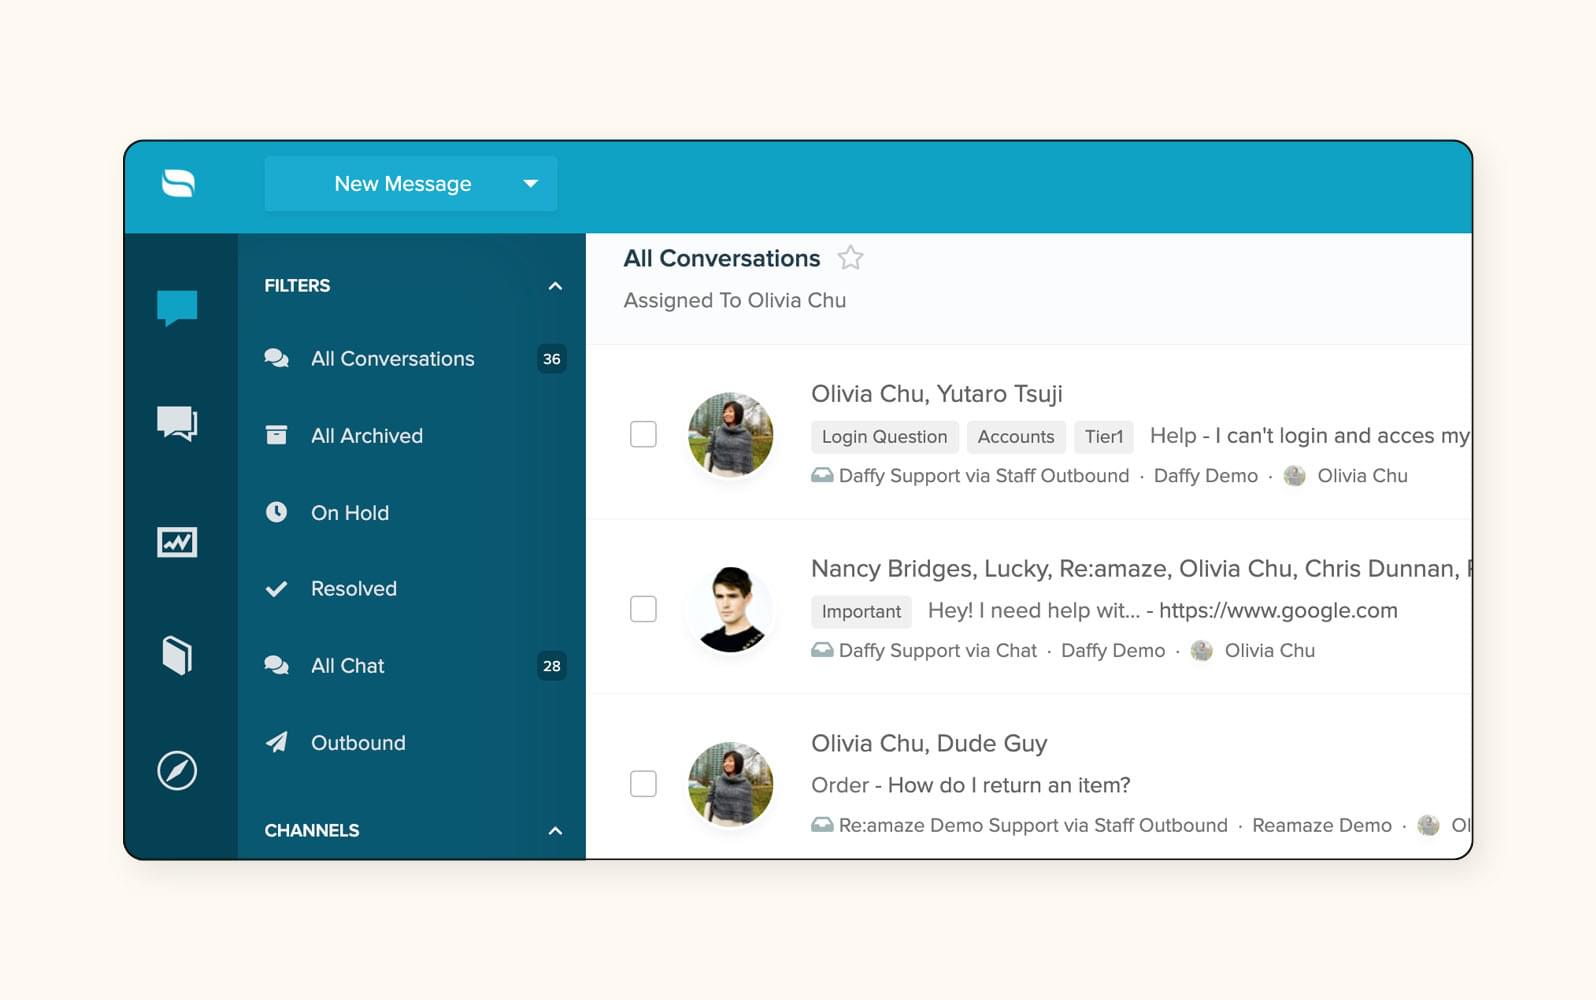 New Message
FILTERS
All Conversations 36
All Archived
On Hold
Resolved
All Chat 28
Outbound
CHANNELS
All Conversations
Assigned To Olivia Chu
Olivia Chu, Yutaro Tsuji
Login Question Accounts Tier1 Help - I can't login and acces my
Daffy Support via Staff Outbound · Daffy Demo · Olivia Chu
Nancy Bridges, Lucky, Re:amaze, Olivia Chu, Chris Dunnan,
Important Hey! I need help wit... - https://www.google.com
Daffy Support via Chat · Daffy Demo · Olivia Chu
Olivia Chu, Dude Guy
Order - How do I return an item?
Re:amaze Demo Support via Staff Outbound · Reamaze Demo ·